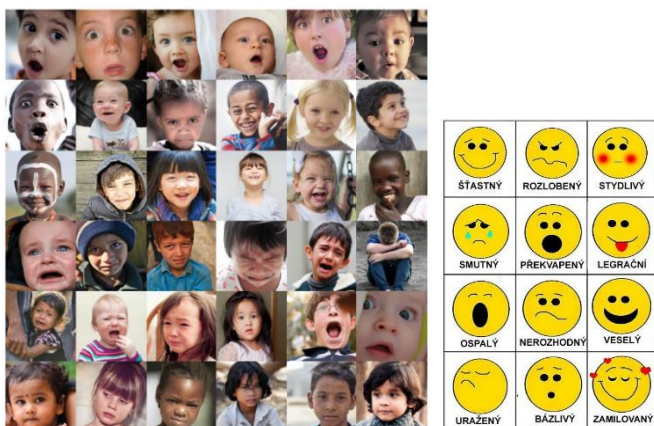 ŠŤASTNÝ ROZLOBENÝ STYDLIVÝ
SMUTNÝ PŘEKVAPENÝ LEGRAČNÍ
OSPALÝ NEROZHODNÝ VESELÝ
URAŽENÝ BÁZLIVÝ ZAMILOVANÝ